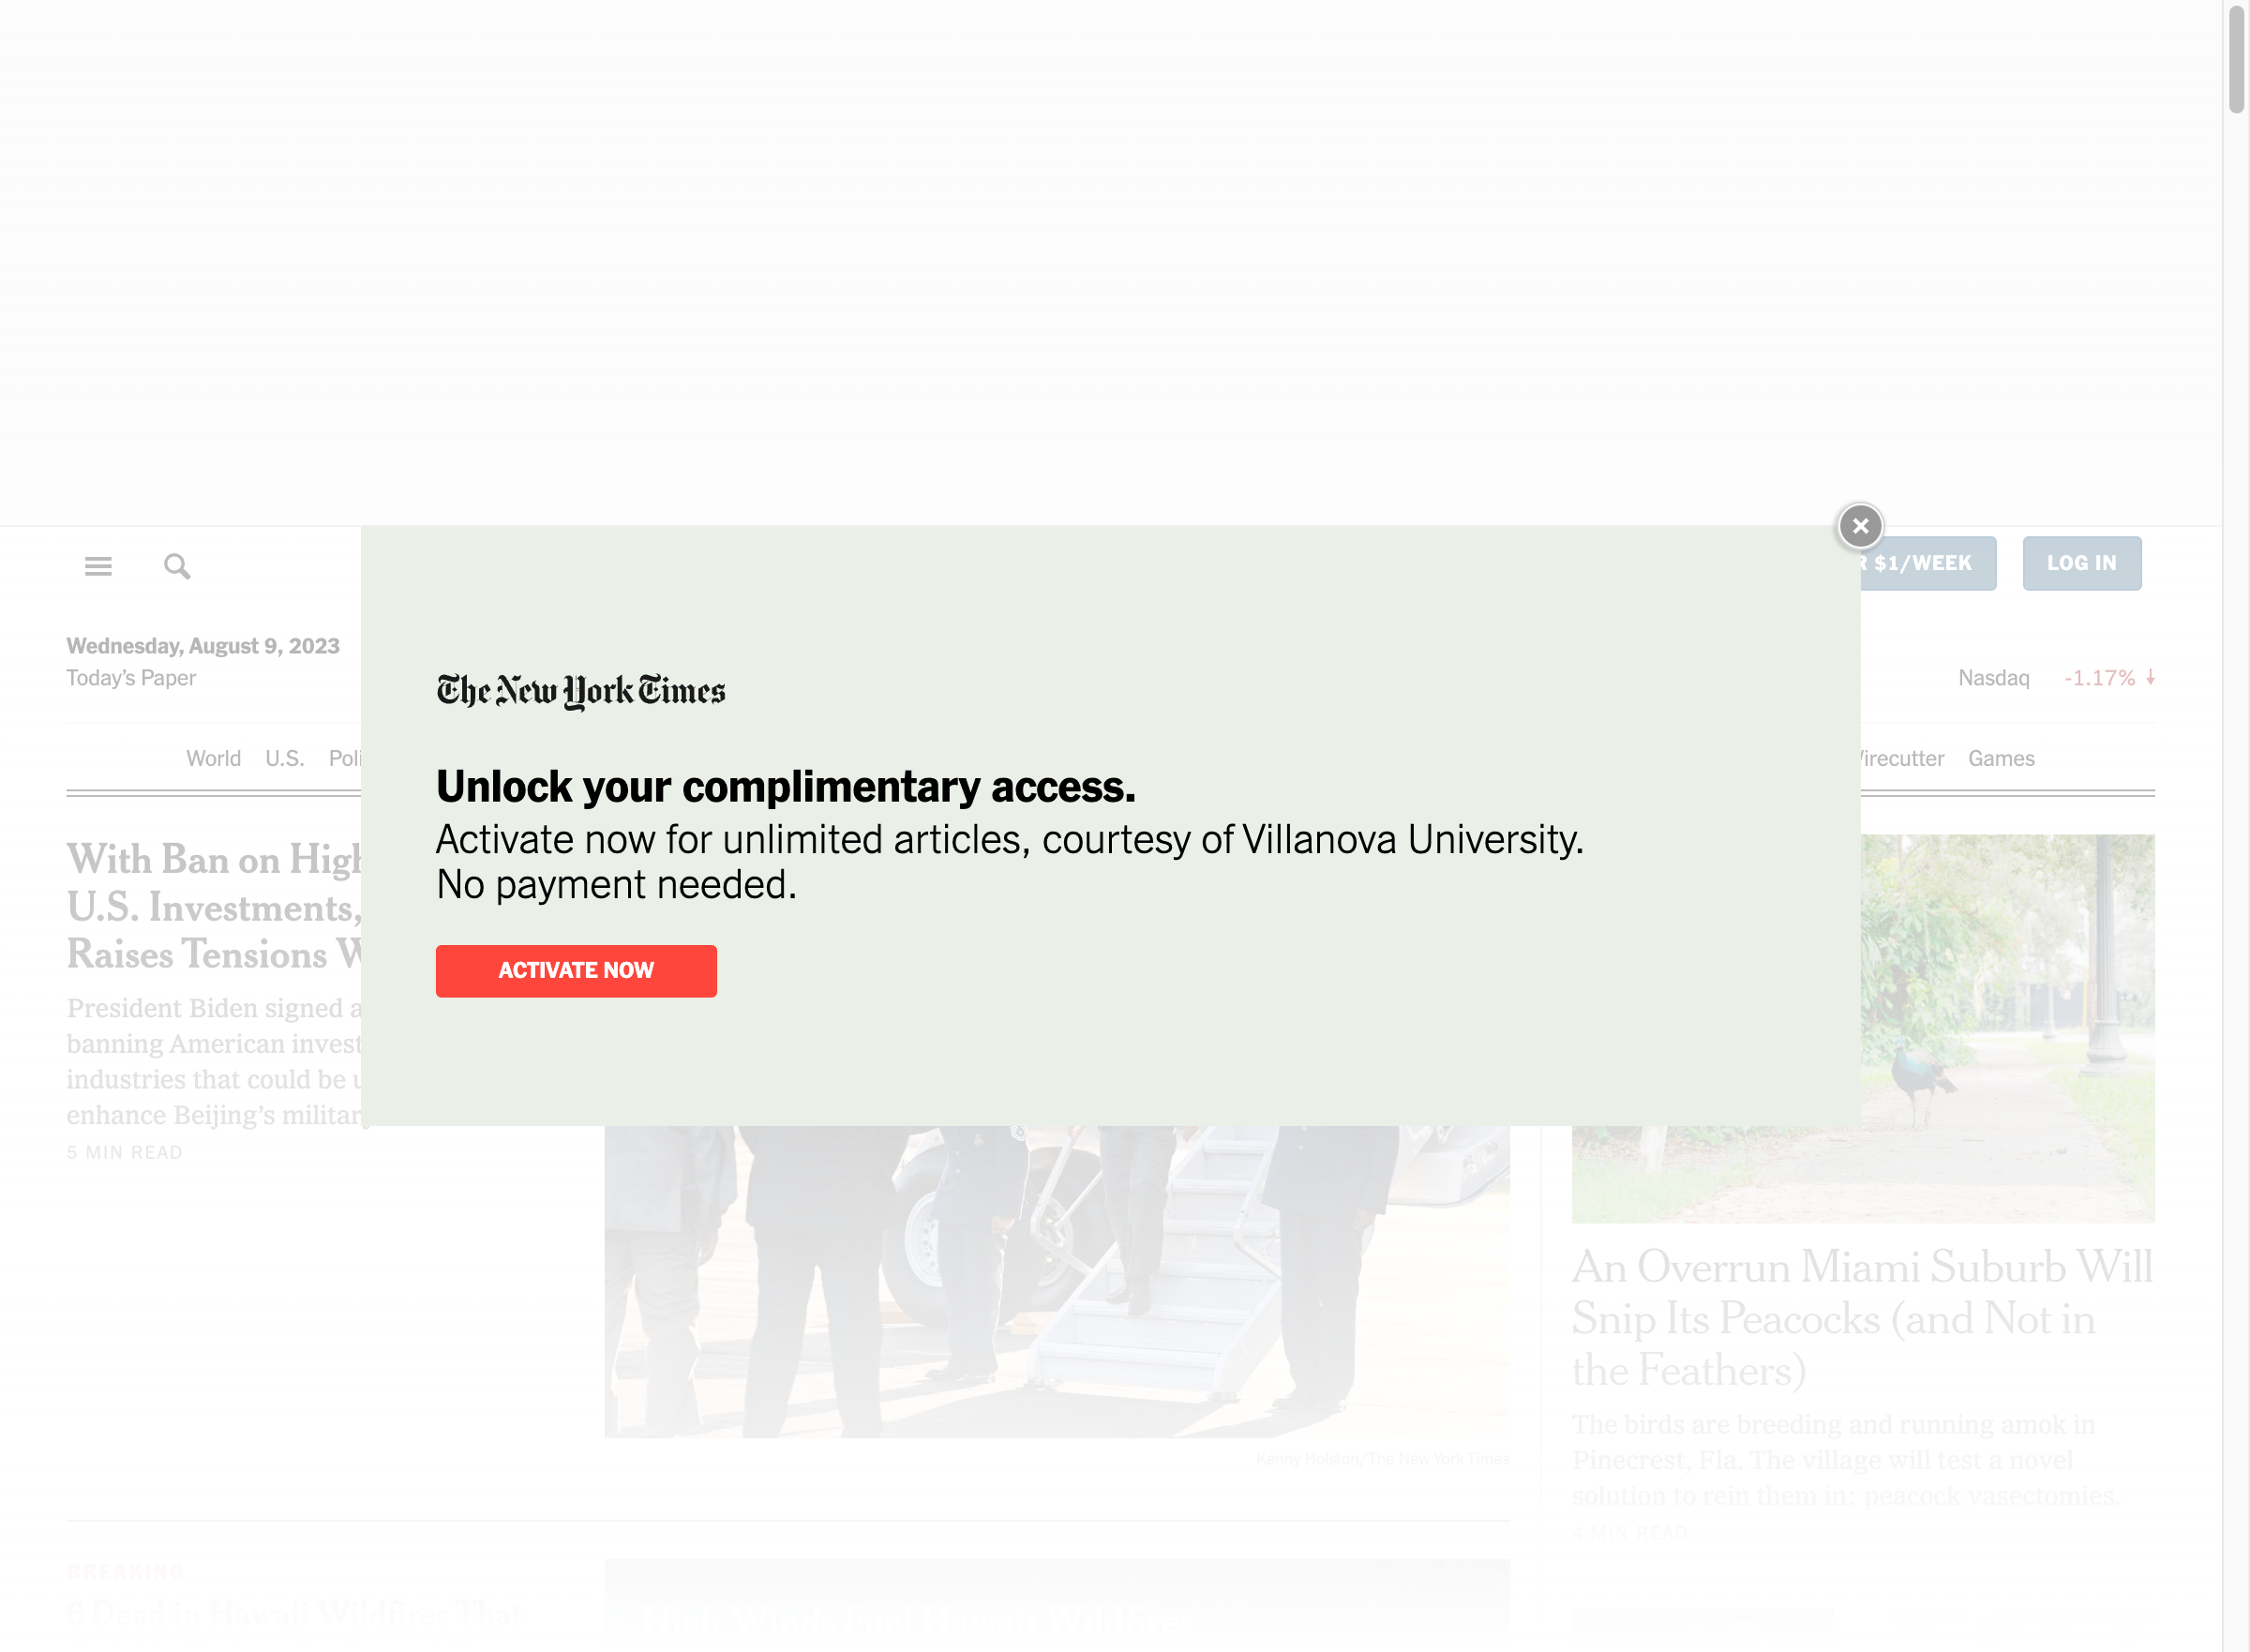 $1/WEEK
LOG IN
Wednesday, August 9, 2023
Today's Paper
Nasdaq -1.17%
World U.S.
Games
The New York Times
Unlock your complimentary access.
Activate now for unlimited articles, courtesy of Villanova University.
No payment needed.
ACTIVATE NOW
With Ban on
U.S. Investments,
Raises Tensions
President Biden signed a
banning American
industries that could be
enhance Beijing's
5 MIN READ
Kenny Holston/The New York Times
An Overrun Miami Suburb Will
Snip Its Peacocks (and Not in
the Feathers)
The birds are breeding and running amok in
Pinecrest, Fla. The village will test a novel
solution to rein them in: peacock vasectomies.
4 MIN READ
BREAKING
6 Dead in Hawaii Wildfires That
High Winds Fuel Hawaii Wildfires